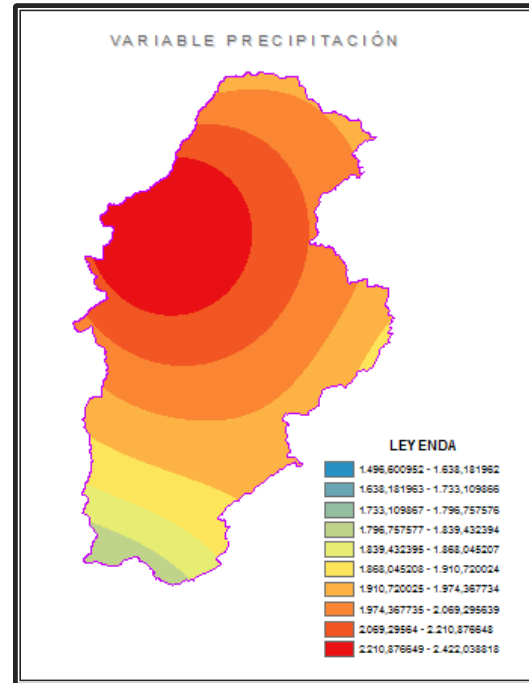 VARIABLE PRECIPITACIÓN
LEYENDA
1.496,600952 - 1.638,181962
1.638,181963 - 1.733,109866
1.733,109867 - 1.796,757576
1.796,757577 - 1.839,432394
1.839,432395 - 1.868,045207
1.868,045208 - 1.910,720024
1.910,720025 - 1.974,367734
1.974,367735 - 2.069,295639
2.069,29564 - 2.210,876648
2.210,876649 - 2.422,038818